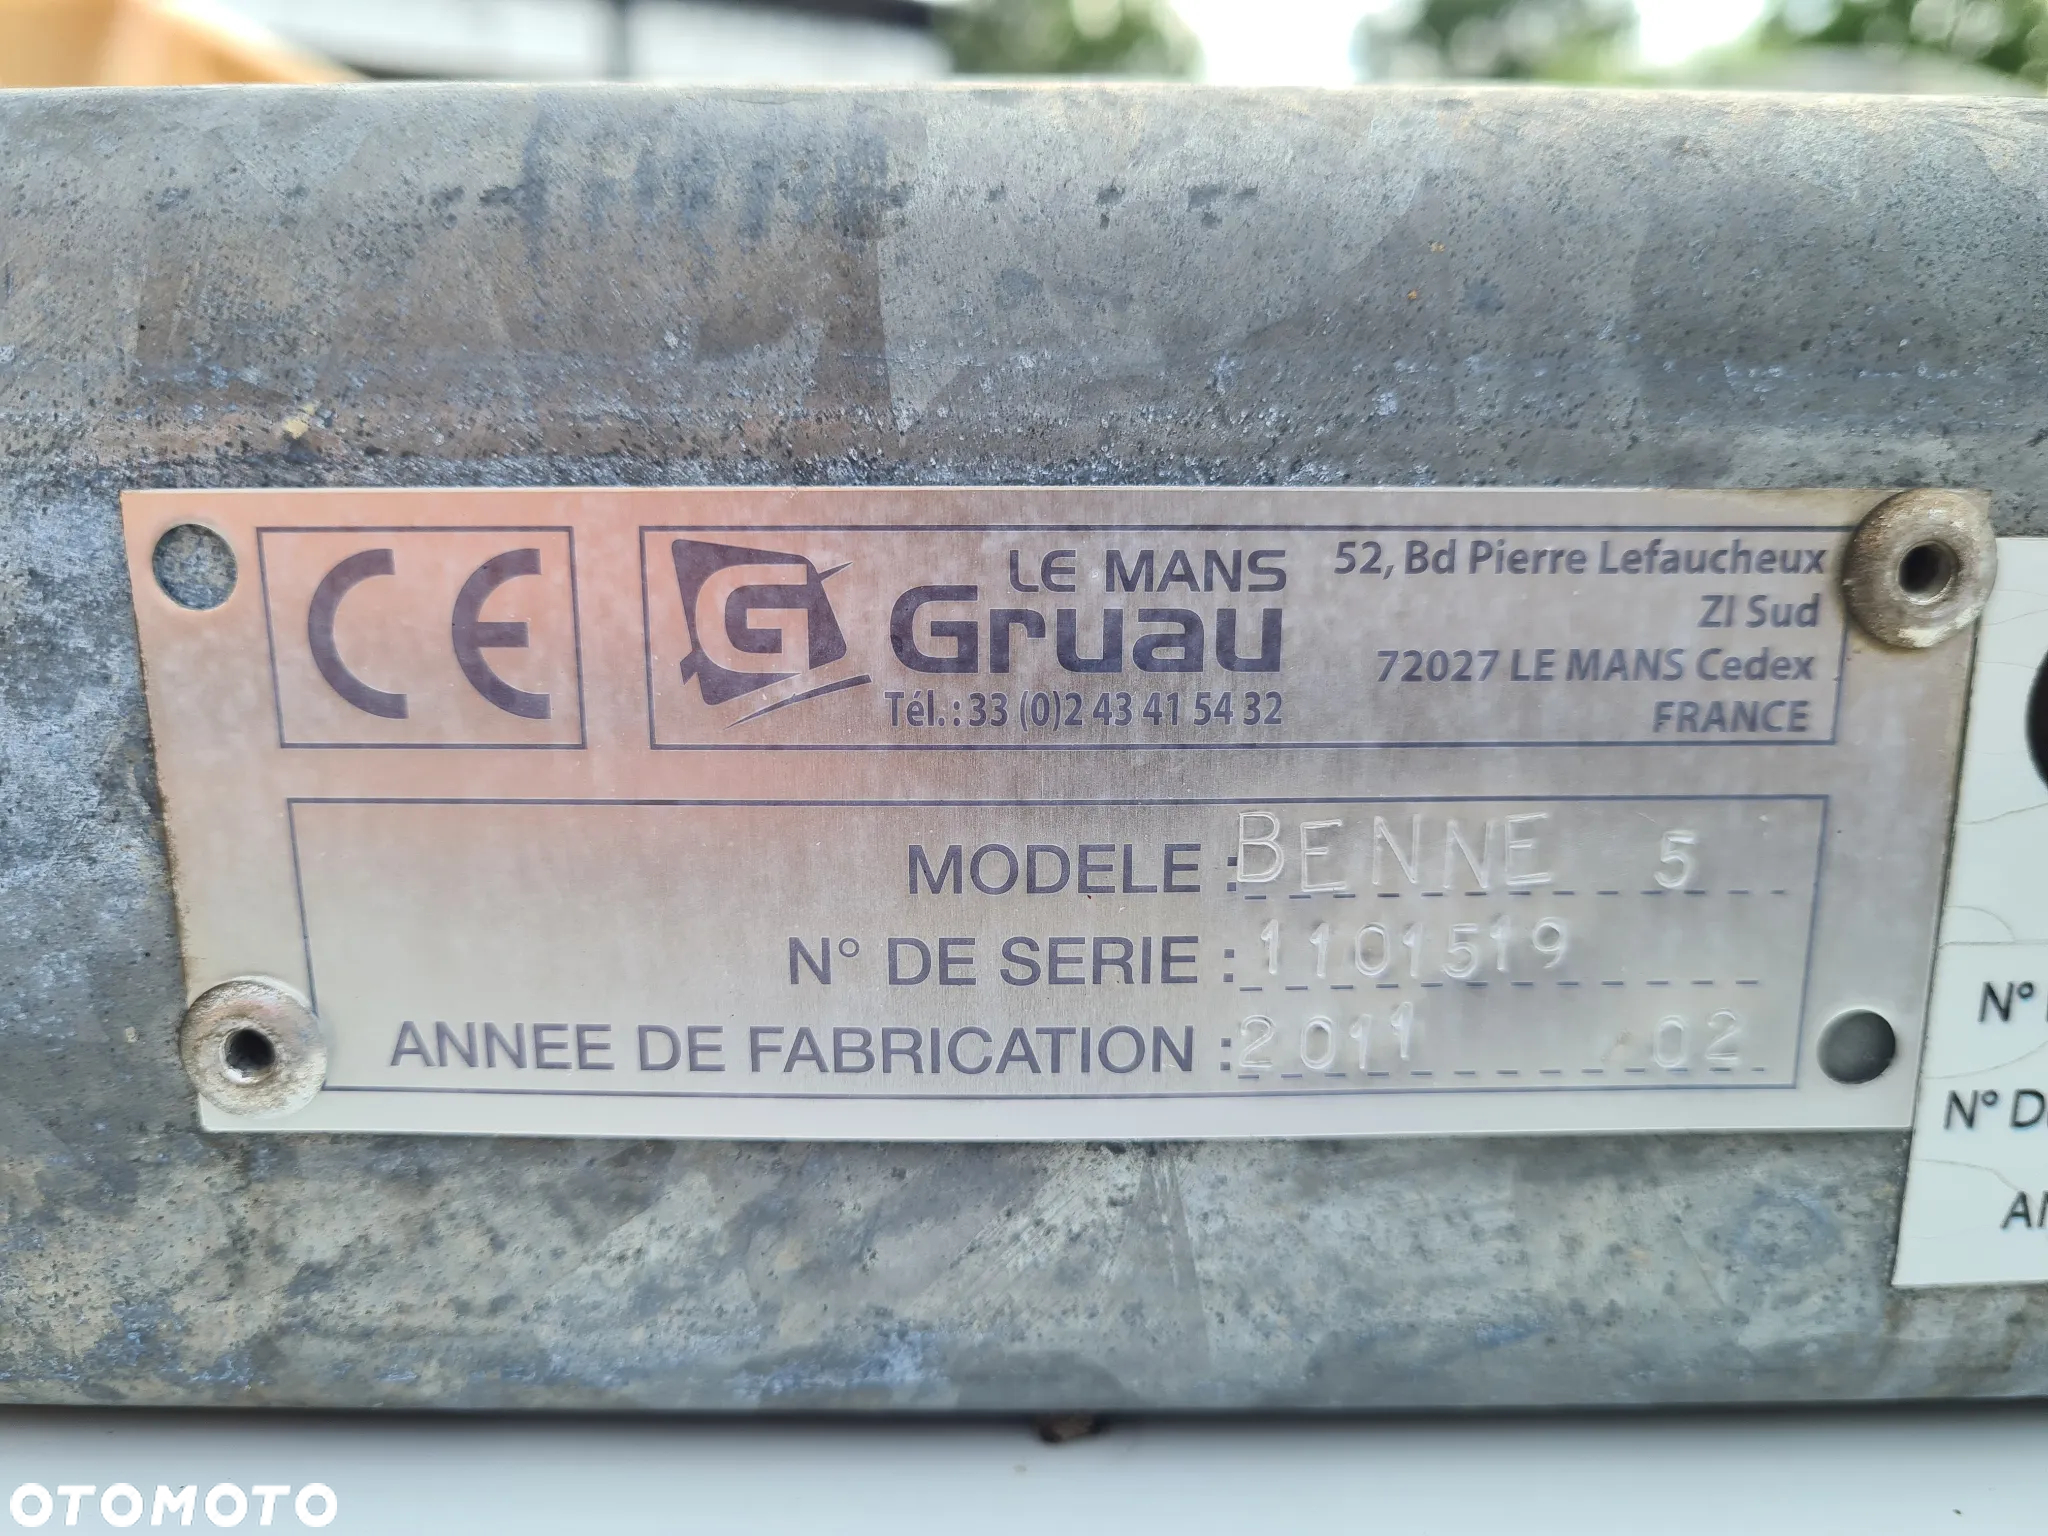 CE
G
LE MANS
Gruau
Tél.: 33 (0)2 43 41 54 32
52, Bd Pierre Lefaucheux
ZI Sud
72027 LE MANS Cedex
FRANCE
MODELE : BENNE 5
N° DE SERIE : 1101519
ANNEE DE FABRICATION : 2011 02
N°
N° D
OTOMOTO